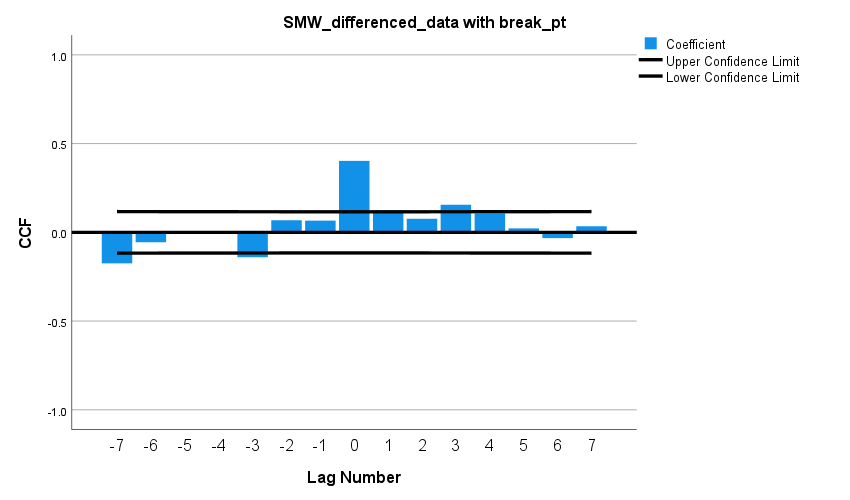 SMW_differenced_data with break_pt
Coefficient
Upper Confidence Limit
Lower Confidence Limit
1.0
0.5
0.0
-0.5
-1.0
CCF
-7 -6 -5 -4 -3 -2 -1 0 1 2 3 4 5 6 7
Lag Number